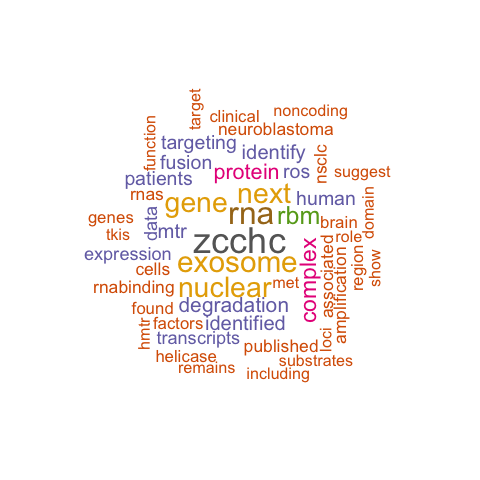 target
clinical
noncoding
neuroblastoma
function
targeting
identify
nsclc
fusion
protein
ros
suggest
patients
rnas
gene
next
human
domain
genes
data
dmtr
rna
rbm
brain
tkis
zcchc
role
expression
exosome
complex
associated
amplification
region
show
cells
rnabinding
nuclear
met
found
degradation
hmtr
factors
identified
loci
transcripts
published
helicase
substrates
remains
including